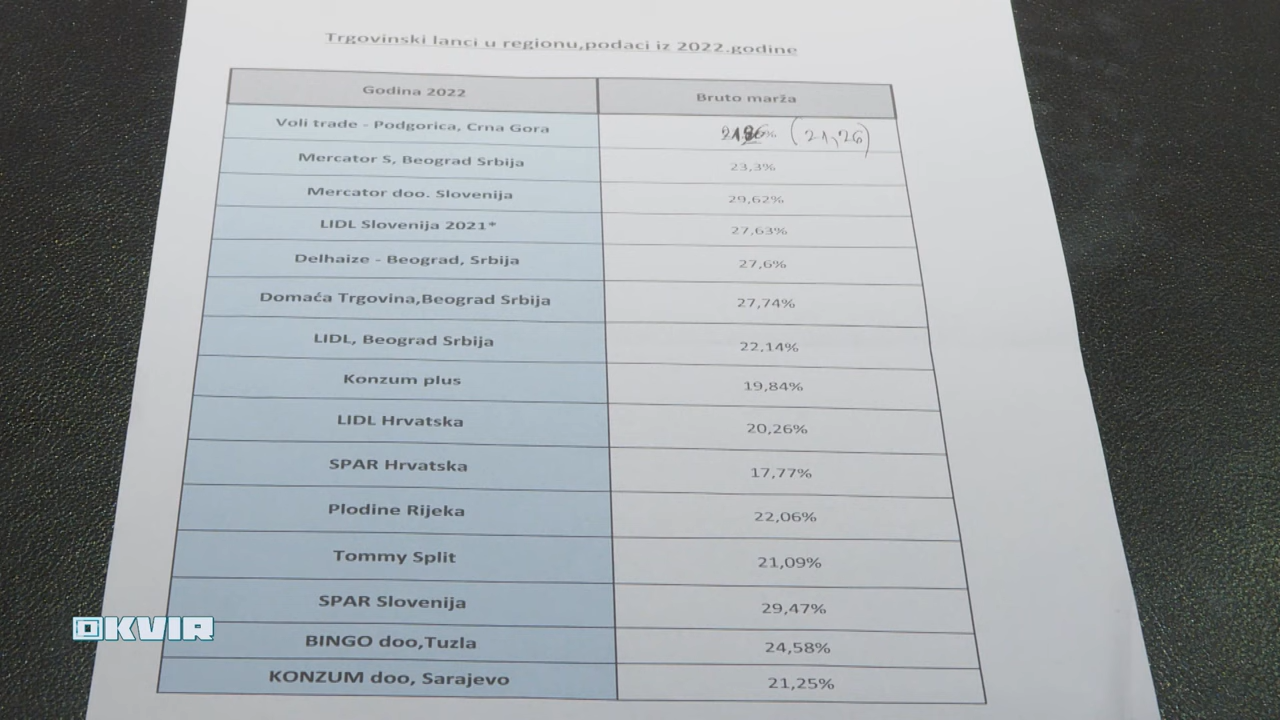 Trgovinski lanci u regionu,podaci iz 2022.godine
Godina 2022 Bruto marža
Voli trade - Podgorica, Crna Gora (21,26)
Mercator S, Beograd Srbija 23,3%
Mercator doo. Slovenija 29,62%
LIDL Slovenija 2021* 27,63%
Delhaize - Beograd, Srbija 27,6%
Domaća Trgovina,Beograd Srbija 27,74%
LIDL, Beograd Srbija 22,14%
Konzum plus 19,84%
LIDL Hrvatska 20,26%
SPAR Hrvatska 17,77%
Plodine Rijeka 22,06%
Tommy Split 21,09%
SPAR Slovenija 29,47%
BINGO doo,Tuzla 24,58%
KONZUM doo, Sarajevo 21,25%
OKVIR